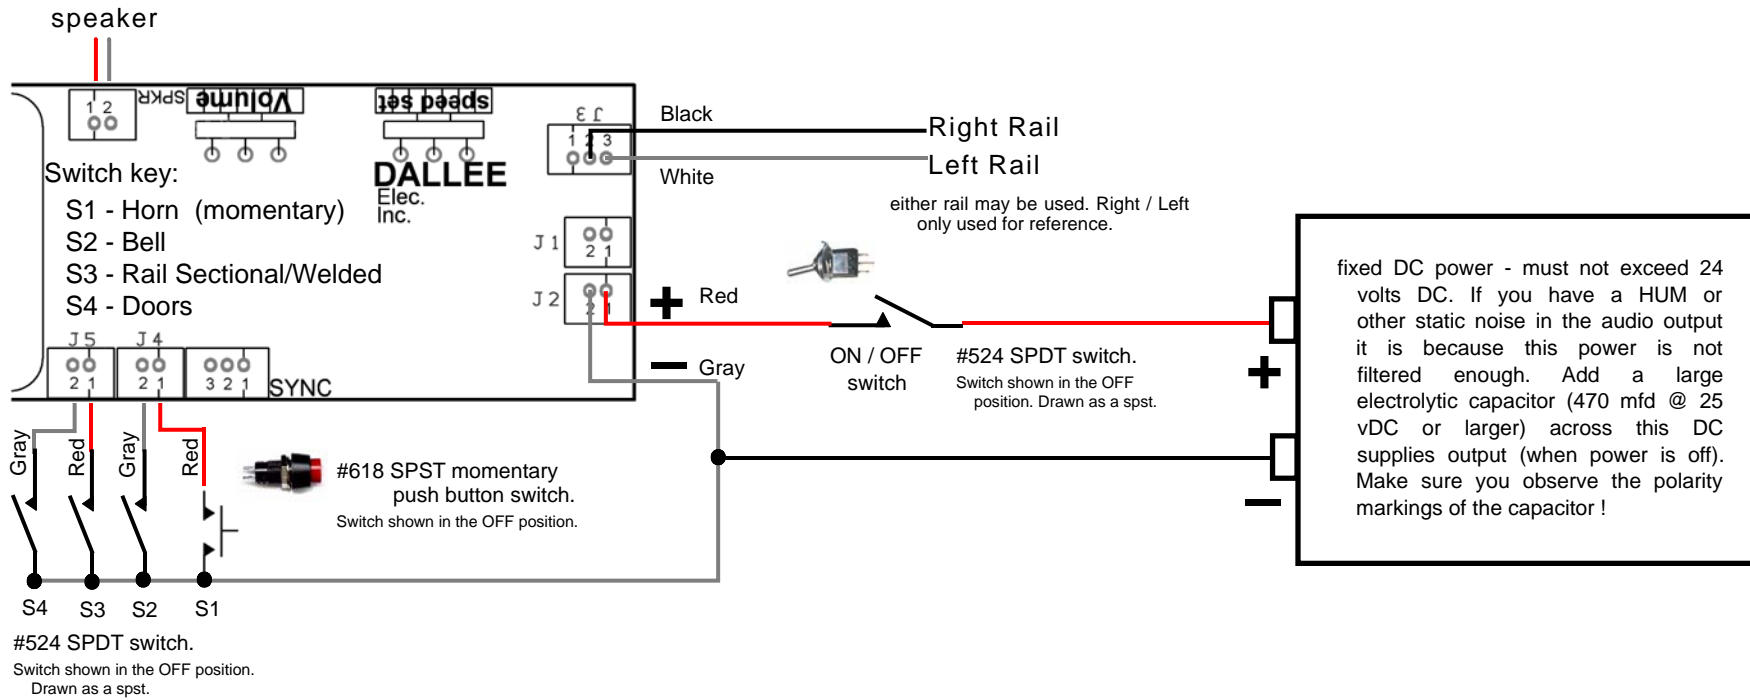 speaker
1 2
SPKR
Volume
speed set
DALLEE
Elec.
Inc.
J3
1 2 3
Black
White
Right Rail
Left Rail
either rail may be used. Right / Left
only used for reference.
Switch key:
S1 - Horn (momentary)
S2 - Bell
S3 - Rail Sectional/Welded
S4 - Doors
J1
2 1
J2
2 1
+ Red
− Gray
ON / OFF
switch
#524 SPDT switch.
Switch shown in the OFF
position. Drawn as a spst.
+
−
fixed DC power - must not exceed 24
volts DC. If you have a HUM or
other static noise in the audio output
it is because this power is not
filtered enough. Add a large
electrolytic capacitor (470 mfd @ 25
vDC or larger) across this DC
supplies output (when power is off).
Make sure you observe the polarity
markings of the capacitor !
J5
2 1
J4
2 1
3 2 1
SYNC
Gray
Red
Gray
Red
#618 SPST momentary
push button switch.
Switch shown in the OFF position.
S4
S3
S2
S1
#524 SPDT switch.
Switch shown in the OFF position.
Drawn as a spst.